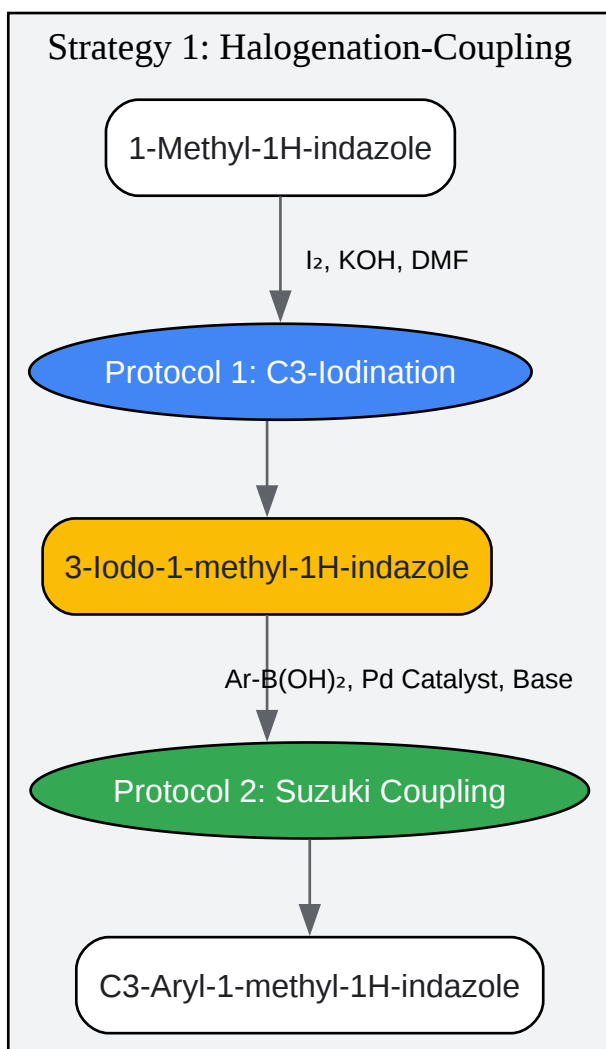 Strategy 1: Halogenation-Coupling
1-Methyl-1H-indazole
I₂, KOH, DMF
Protocol 1: C3-Iodination
3-Iodo-1-methyl-1H-indazole
Ar-B(OH)₂, Pd Catalyst, Base
Protocol 2: Suzuki Coupling
C3-Aryl-1-methyl-1H-indazole